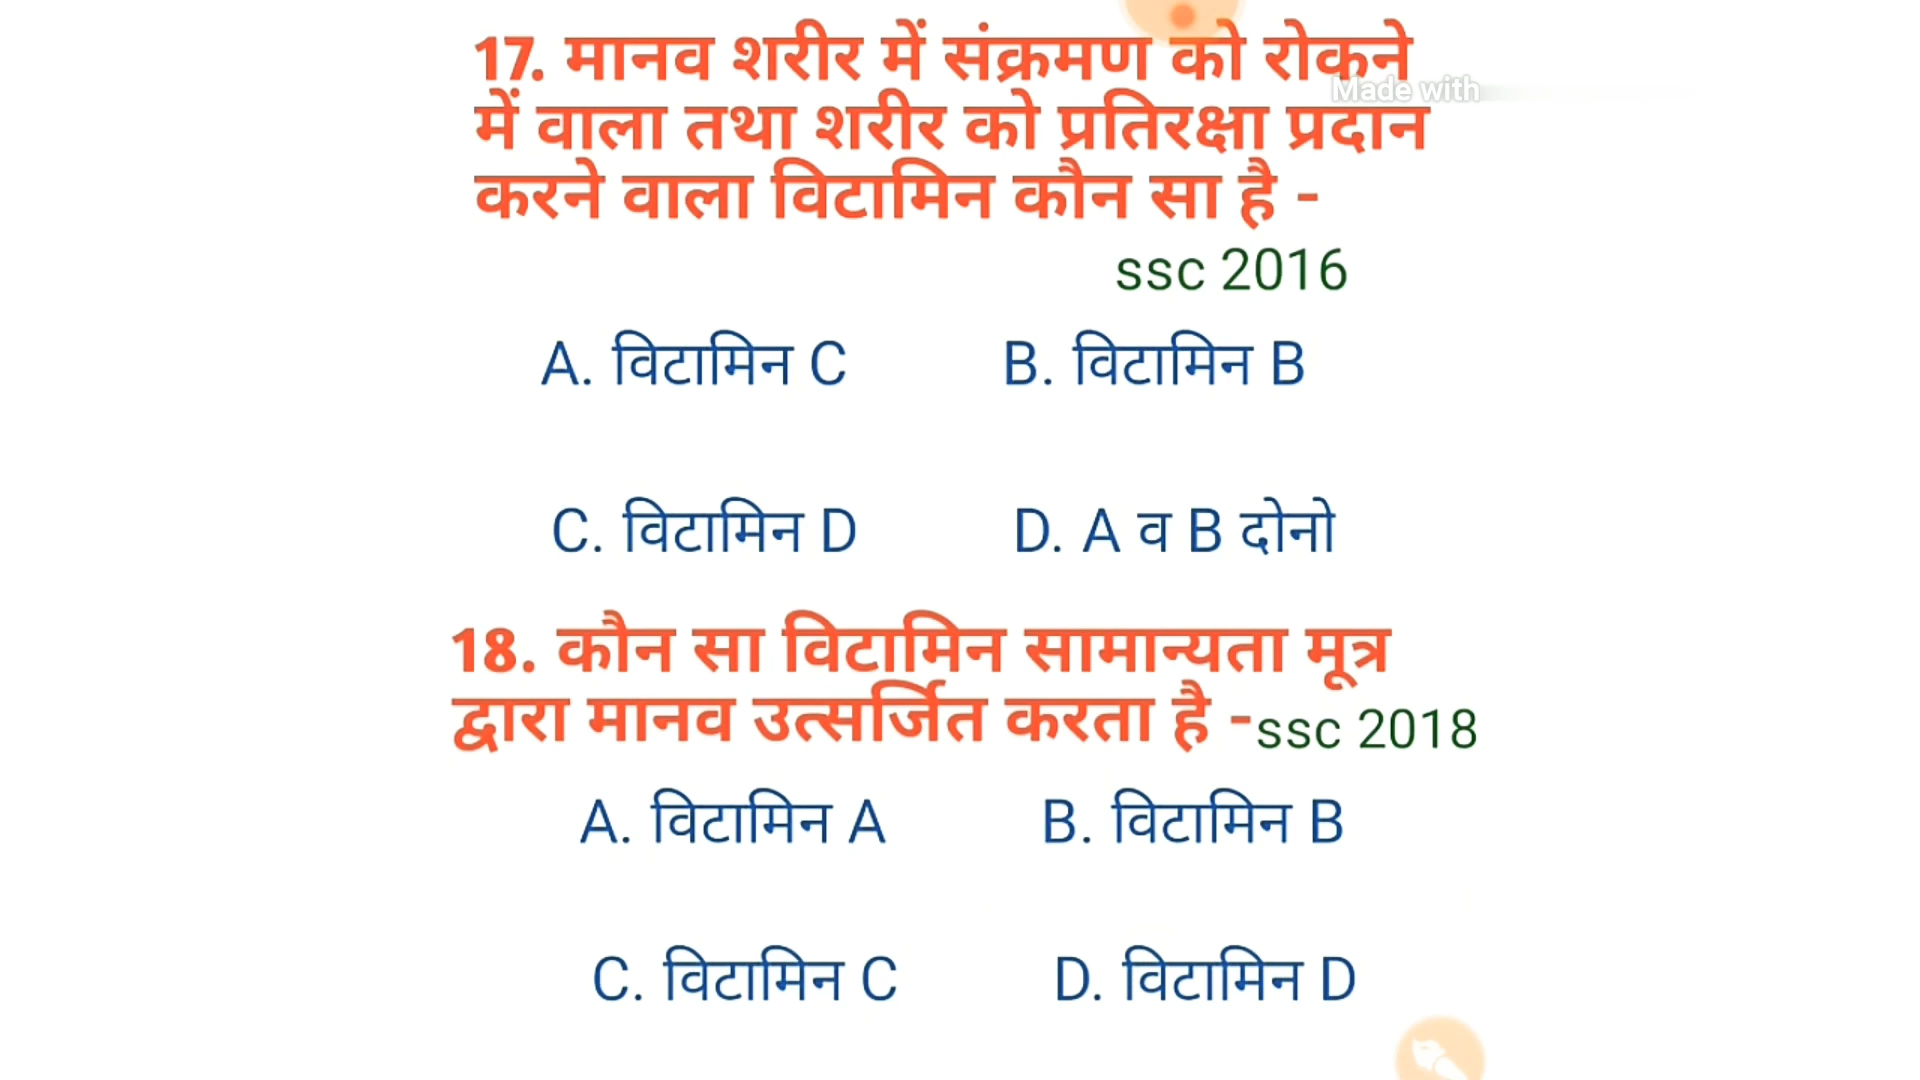 17. मानव शरीर में संक्रमण को रोकने
Made with
में वाला तथा शरीर को प्रतिरक्षा प्रदान
करने वाला विटामिन कौन सा है -
ssc 2016
A. विटामिन C B. विटामिन B
C. विटामिन D D. A व B दोनो
18. कौन सा विटामिन सामान्यता मूत्र
द्वारा मानव उत्सर्जित करता है -ssc 2018
A. विटामिन A B. विटामिन B
C. विटामिन C D. विटामिन D